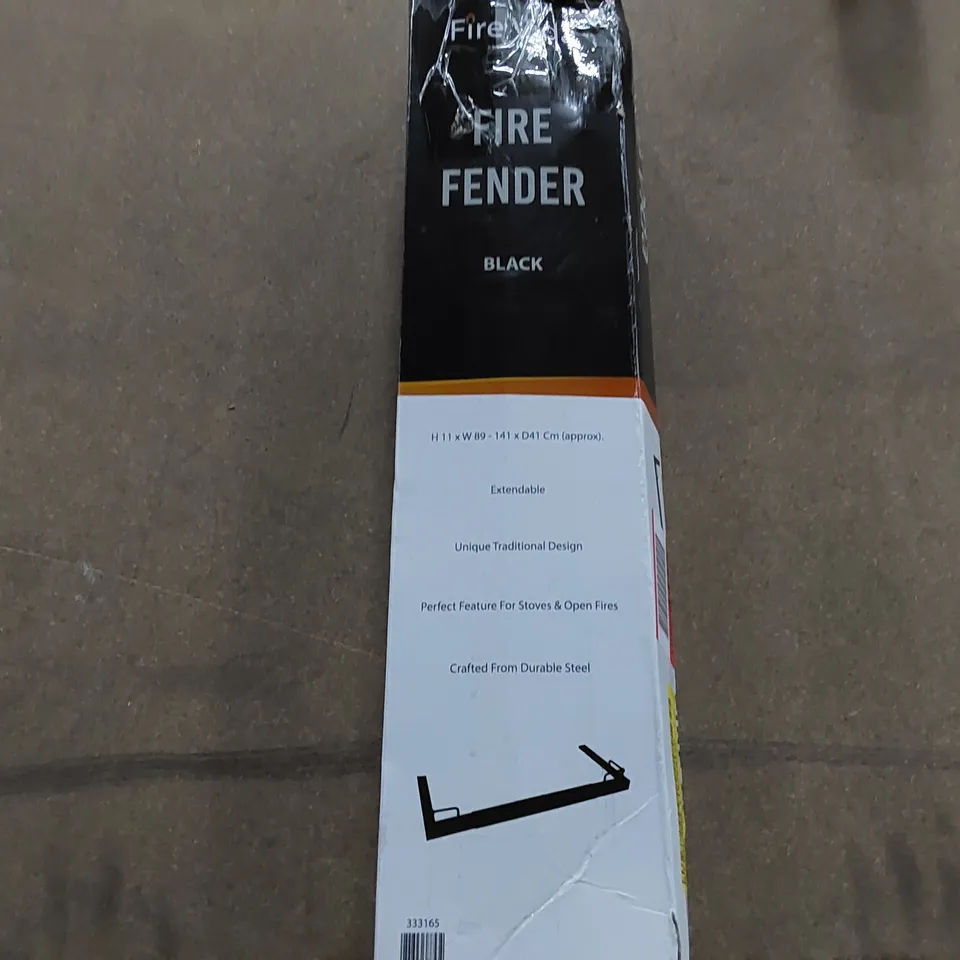 FIRE
FENDER
BLACK
H 11 x W 89 - 141 x D41 Cm (approx).
Extendable
Unique Traditional Design
Perfect Feature For Stoves & Open Fires
Crafted From Durable Steel
333165